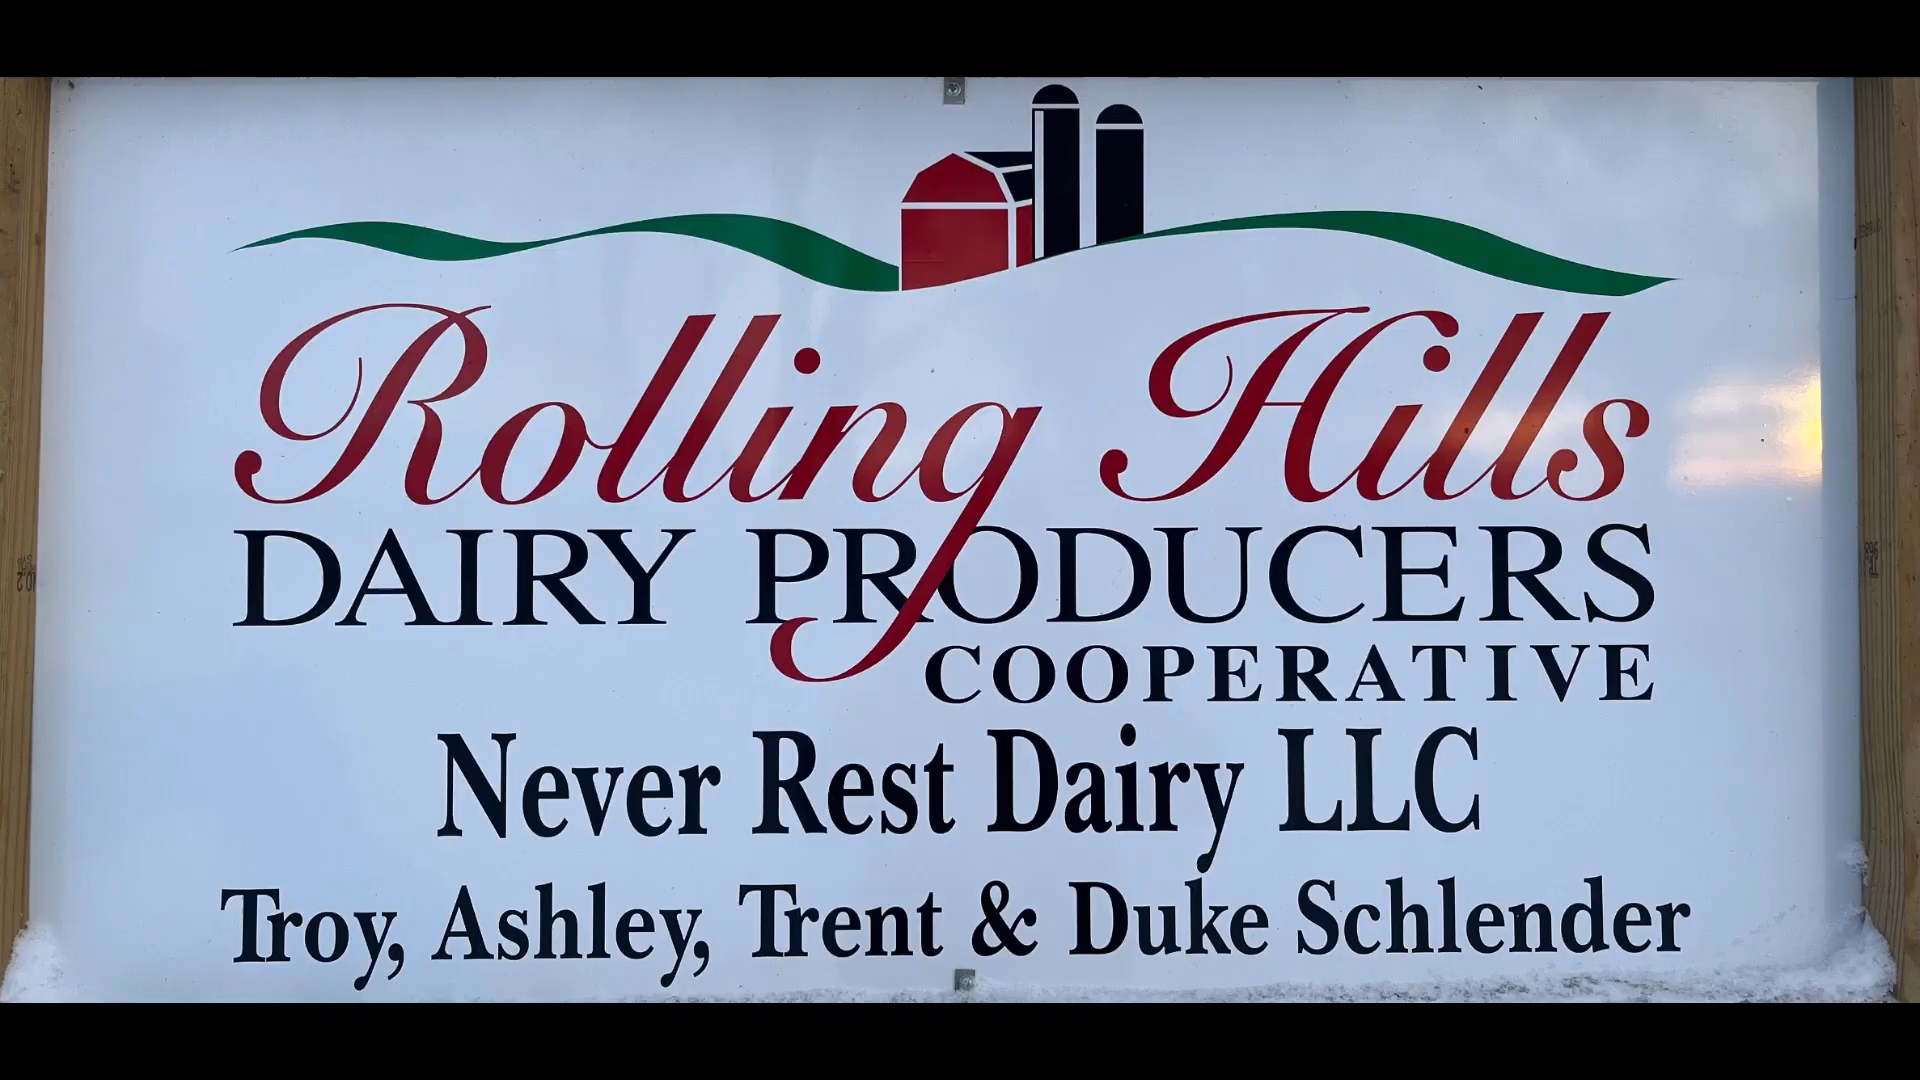 Rolling Hills
DAIRY PRODUCERS
COOPERATIVE
Never Rest Dairy LLC
Troy, Ashley, Trent & Duke Schlender